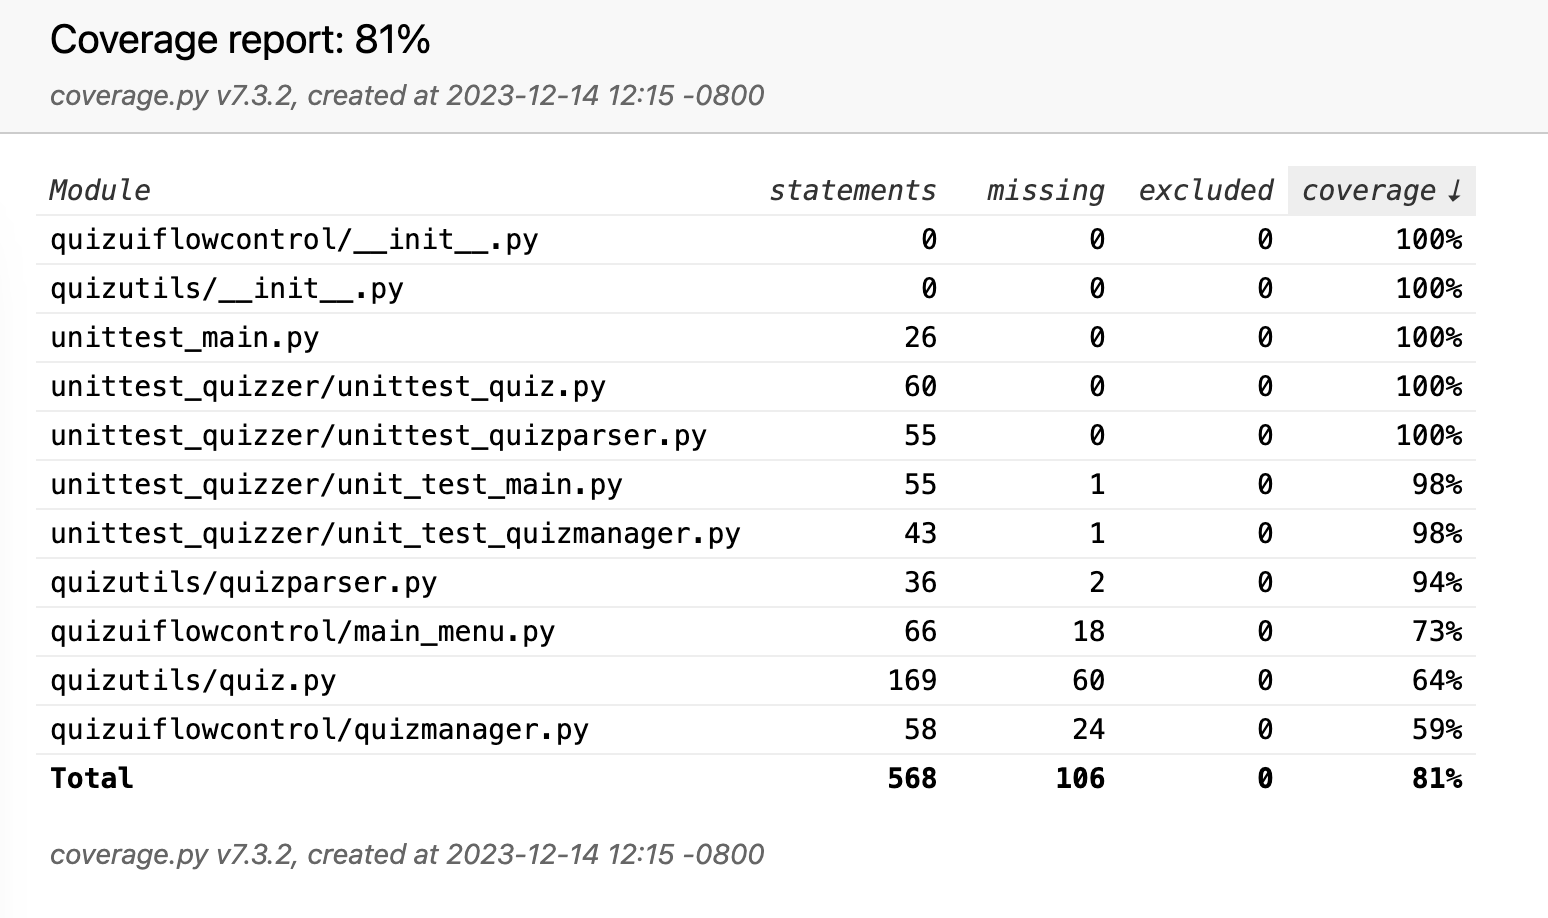 Coverage report: 81%
coverage.py v7.3.2, created at 2023-12-14 12:15 -0800
Module statements missing excluded coverage ↓
quizuiflowcontrol/__init__.py 0 0 0 100%
quizutils/__init__.py 0 0 0 100%
unittest_main.py 26 0 0 100%
unittest_quizzer/unittest_quiz.py 60 0 0 100%
unittest_quizzer/unittest_quizparser.py 55 0 0 100%
unittest_quizzer/unit_test_main.py 55 1 0 98%
unittest_quizzer/unit_test_quizmanager.py 43 1 0 98%
quizutils/quizparser.py 36 2 0 94%
quizuiflowcontrol/main_menu.py 66 18 0 73%
quizutils/quiz.py 169 60 0 64%
quizuiflowcontrol/quizmanager.py 58 24 0 59%
Total 568 106 0 81%
coverage.py v7.3.2, created at 2023-12-14 12:15 -0800